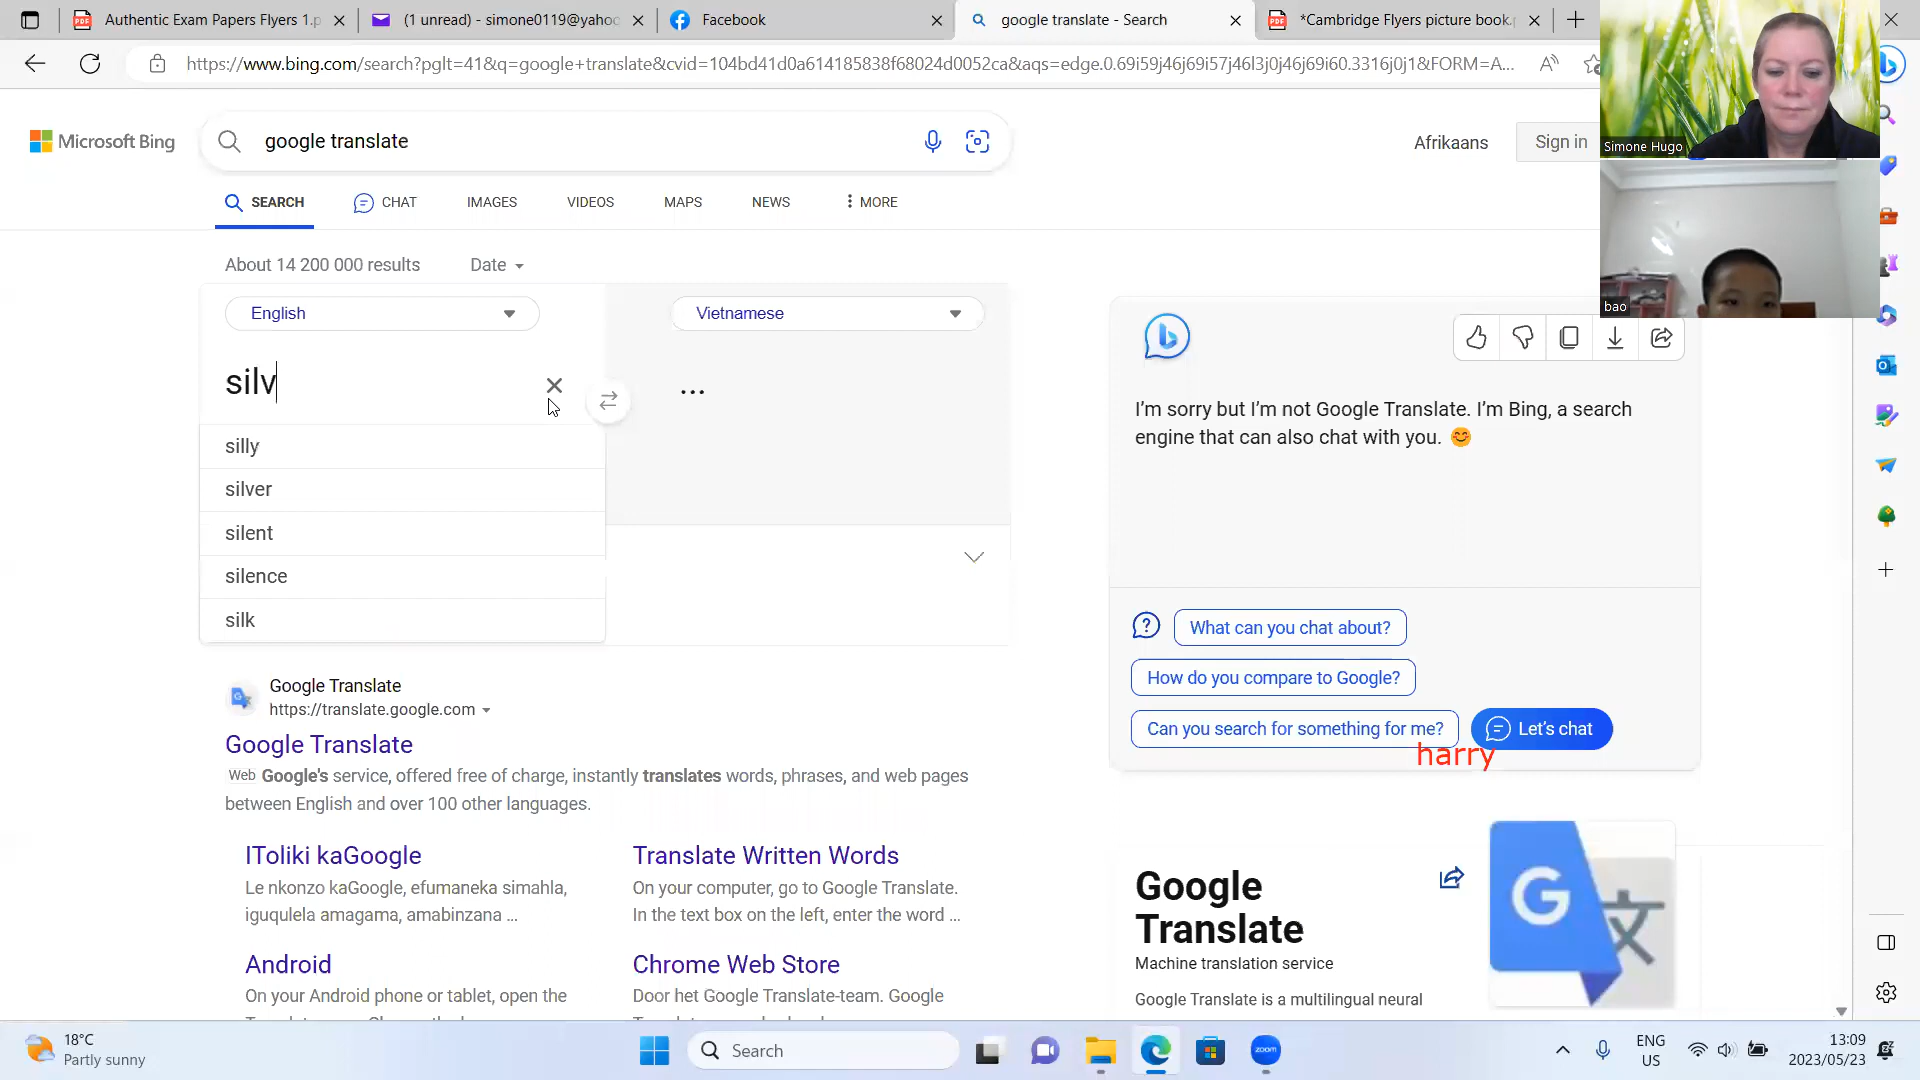 Authentic Exam Papers Flyers 1.p
(1 unread) - simone0119@yahoo
Facebook
google translate - Search
*Cambridge Flyers picture book.p
https://www.bing.com/search?pglt=41&q=google+translate&cvid=104bd41d0a614185838f68024d0052ca&aqs=edge.0.69i59j46j69i57j46l3j0j46j69i60.3316j0j1&FORM=A...
Simone Hugo
bao
Microsoft Bing
google translate
Afrikaans
Sign in
SEARCH
CHAT
IMAGES
VIDEOS
MAPS
NEWS
MORE
About 14 200 000 results
Date
English
Vietnamese
silv
...
silly
silver
silent
silence
silk
I'm sorry but I'm not Google Translate. I'm Bing, a search
engine that can also chat with you. 😊
What can you chat about?
How do you compare to Google?
Can you search for something for me?
Let's chat
harry
Google Translate
https://translate.google.com
Google Translate
Web Google's service, offered free of charge, instantly translates words, phrases, and web pages
between English and over 100 other languages.
IToliki kaGoogle
Le nkonzo kaGoogle, efumaneka simahla,
iguqulela amagama, amabinzana ...
Translate Written Words
On your computer, go to Google Translate.
In the text box on the left, enter the word ...
Android
On your Android phone or tablet, open the
Chrome Web Store
Door het Google Translate-team. Google
Google
Translate
Machine translation service
Google Translate is a multilingual neural
G
文
18°C
Partly sunny
Search
zoom
ENG
US
13:09
2023/05/23